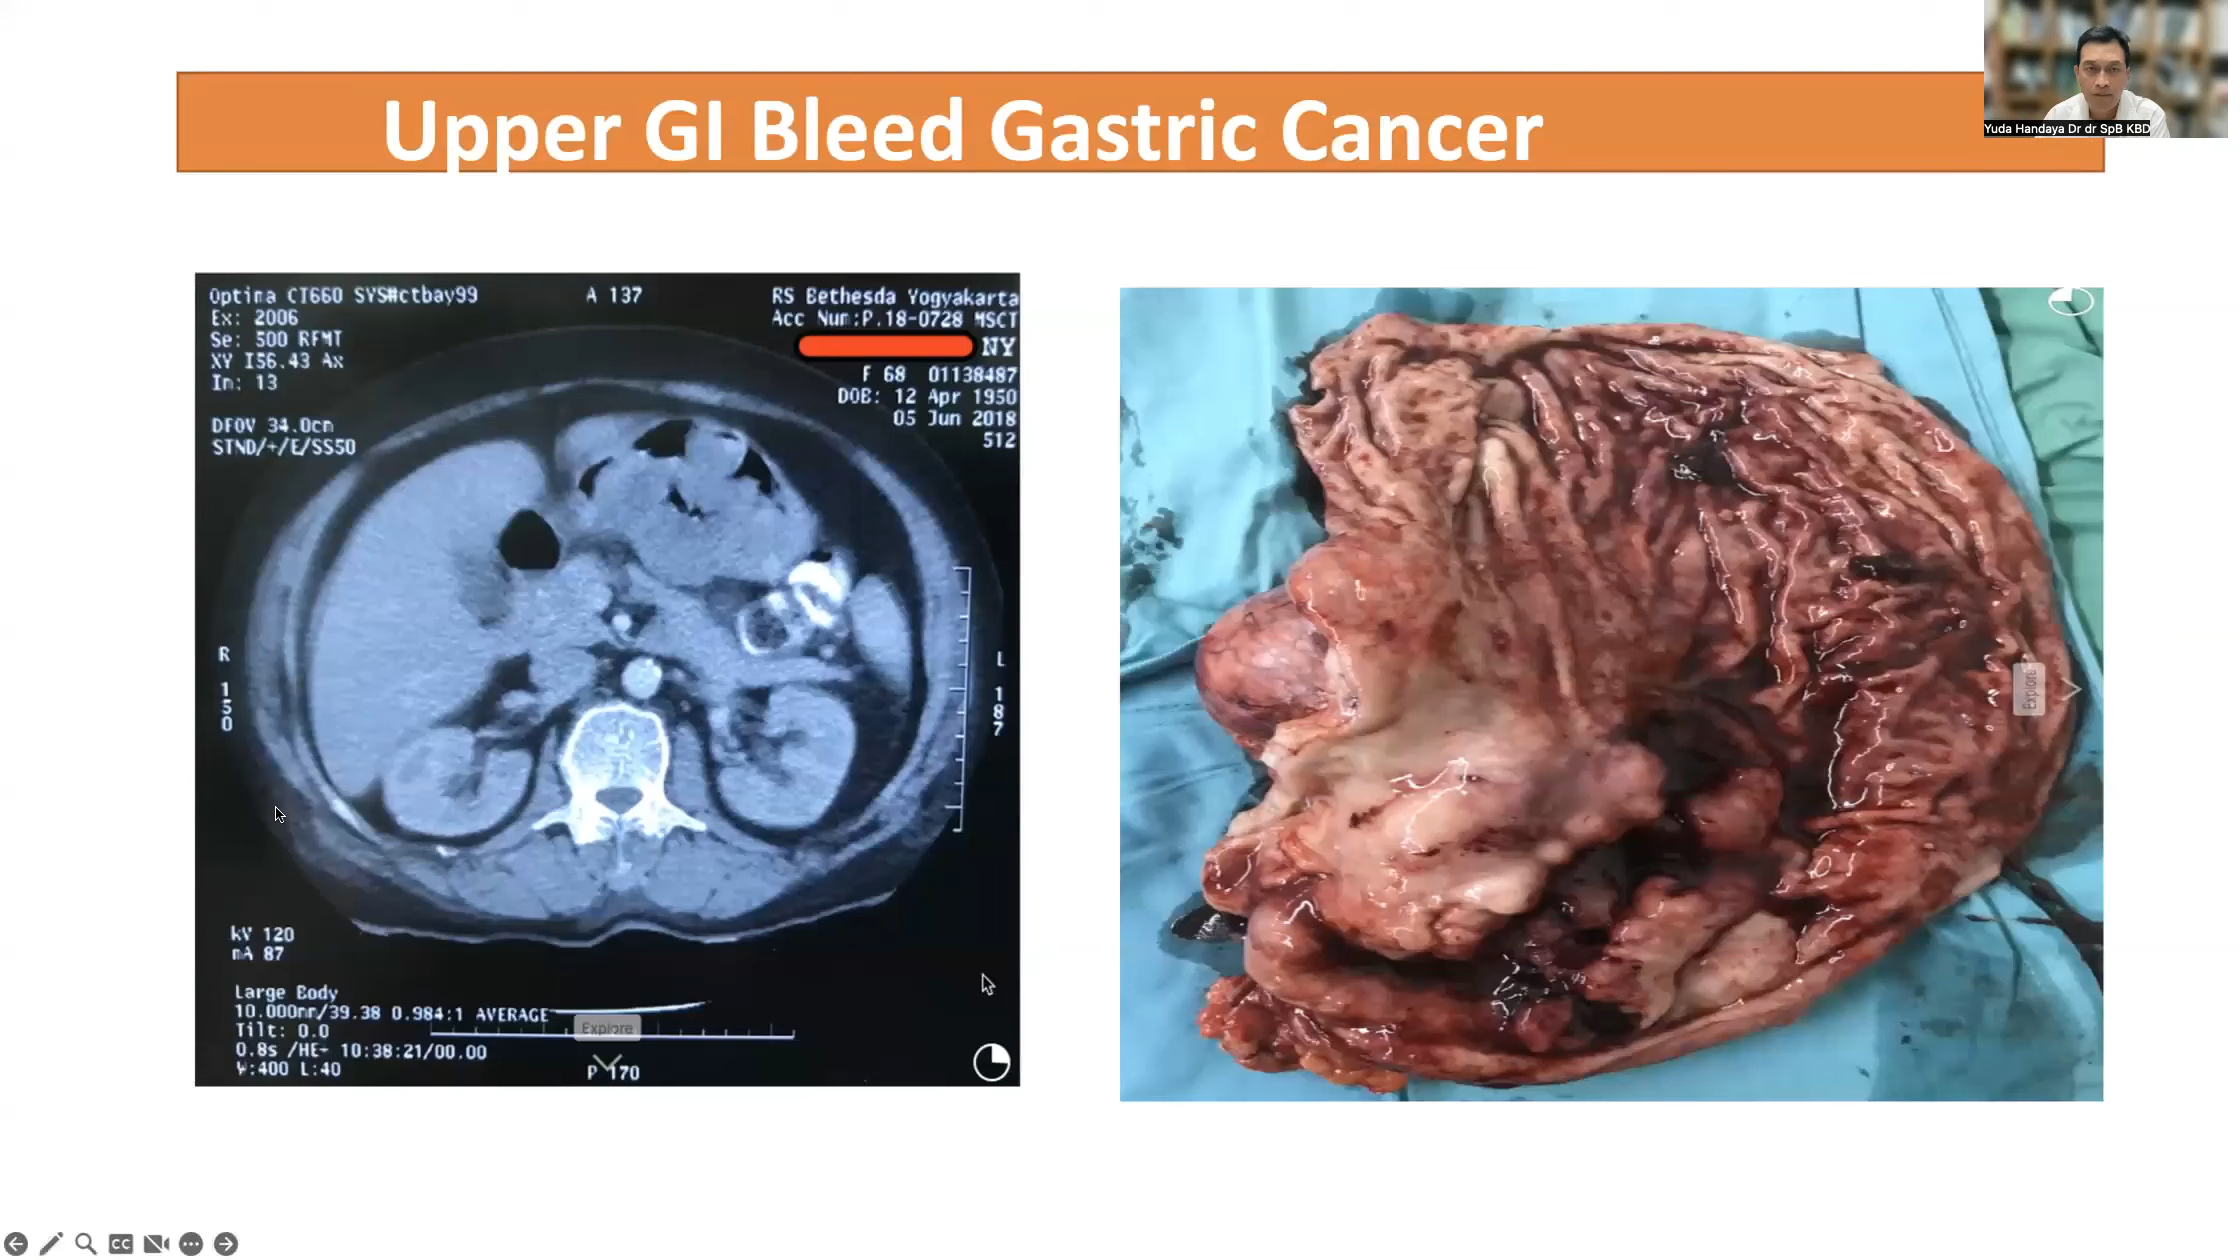 Upper GI Bleed Gastric Cancer
Yuda Handaya Dr dr SpB KBD
Optima CT660 SYS#ctbay99
Ex: 2006
Se: 500 RFMT
XY I56.43 Ax
In: 13
DFOV 34.0cm
STND/+/E/SS50
A 137
RS Bethesda Yogyakarta
Acc Num:P.18-0728 MSCT
NY
F 68 01138487
DOB: 12 Apr 1950
05 Jun 2018
512
R
150
L
187
kV 120
mA 87
Large Body
10.000mm/39.38 0.984:1 AVERAGE
Tilt: 0.0
0.8s /HE+ 10:38:21/00.00
W:400 L:40
Explore
P 170
Explore
CC